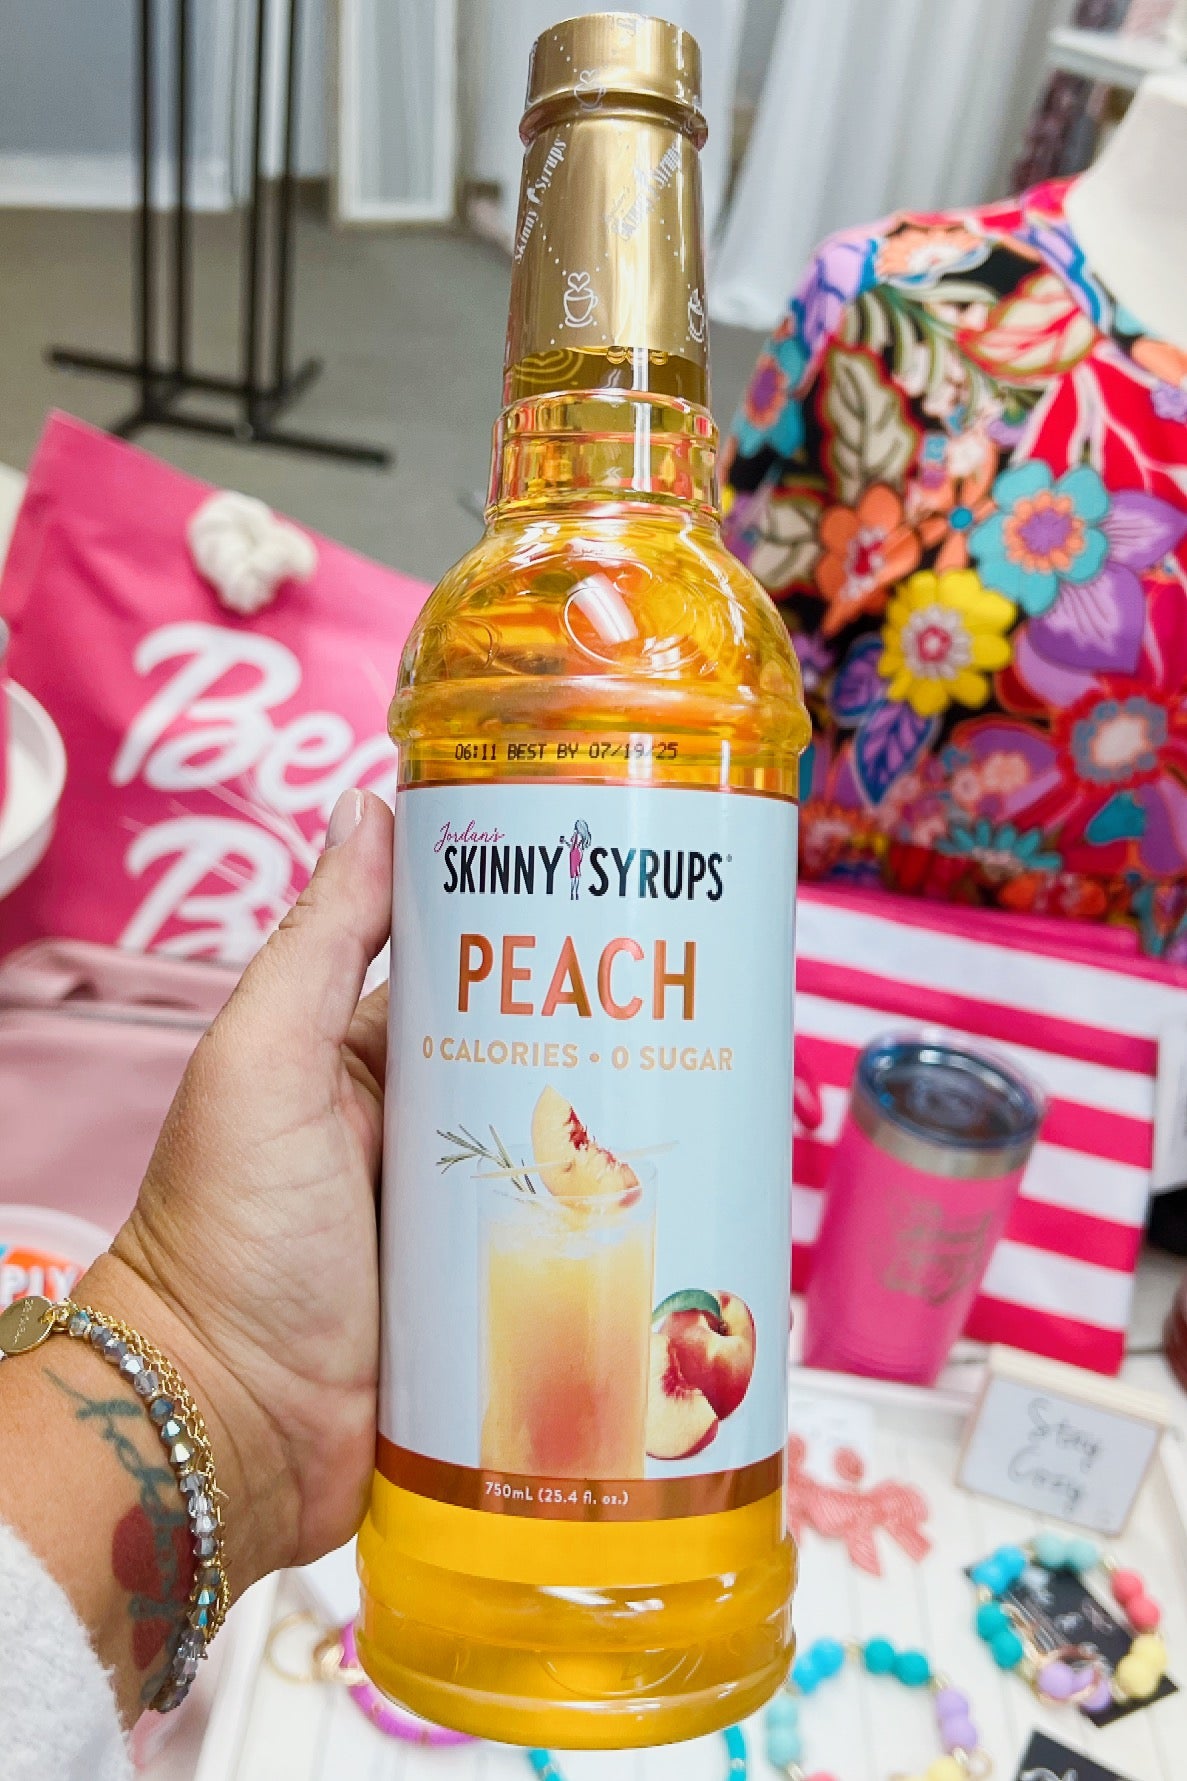 Skinny Syrups
06:11 BEST BY 07/19/25
Jordan's
SKINNY SYRUPS
PEACH
0 CALORIES • 0 SUGAR
750mL (25.4 fl. oz.)
Stay
Cozy